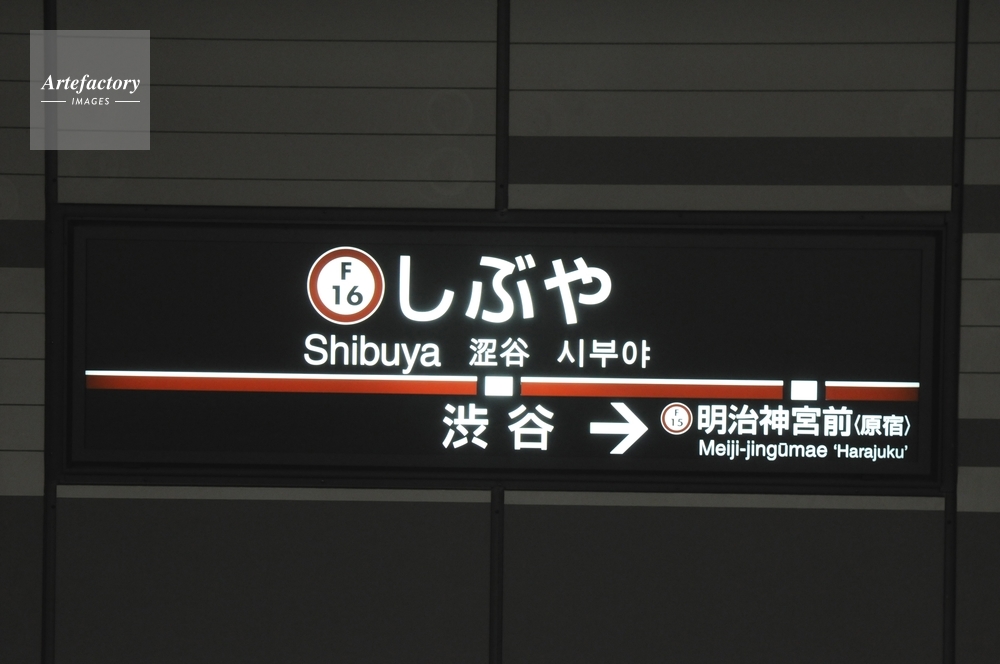 Artefactory
IMAGES
F
16
しぶや
Shibuya 涩谷 시부야
渋谷 → F 15 明治神宮前〈原宿〉
Meiji-jingūmae ‘Harajuku’